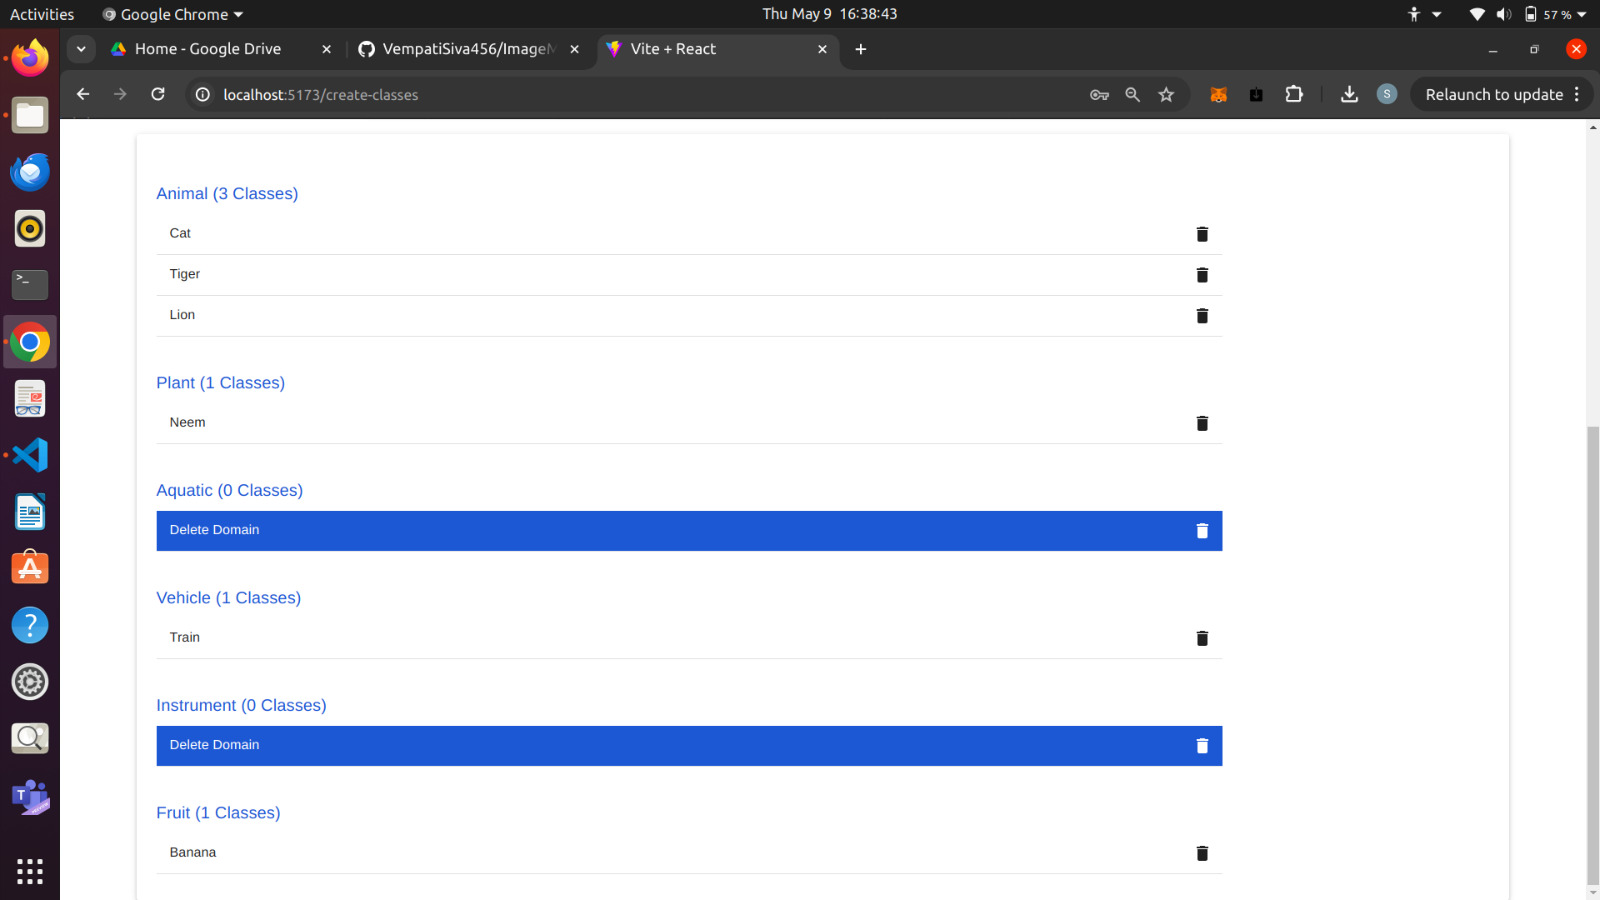 Activities
Google Chrome
Thu May 9 16:38:43
57 %
Home - Google Drive
VempatiSiva456/ImageM
Vite + React
localhost:5173/create-classes
S
Relaunch to update
Animal (3 Classes)
Cat
Tiger
Lion
Plant (1 Classes)
Neem
Aquatic (0 Classes)
Delete Domain
Vehicle (1 Classes)
Train
Instrument (0 Classes)
Delete Domain
Fruit (1 Classes)
Banana